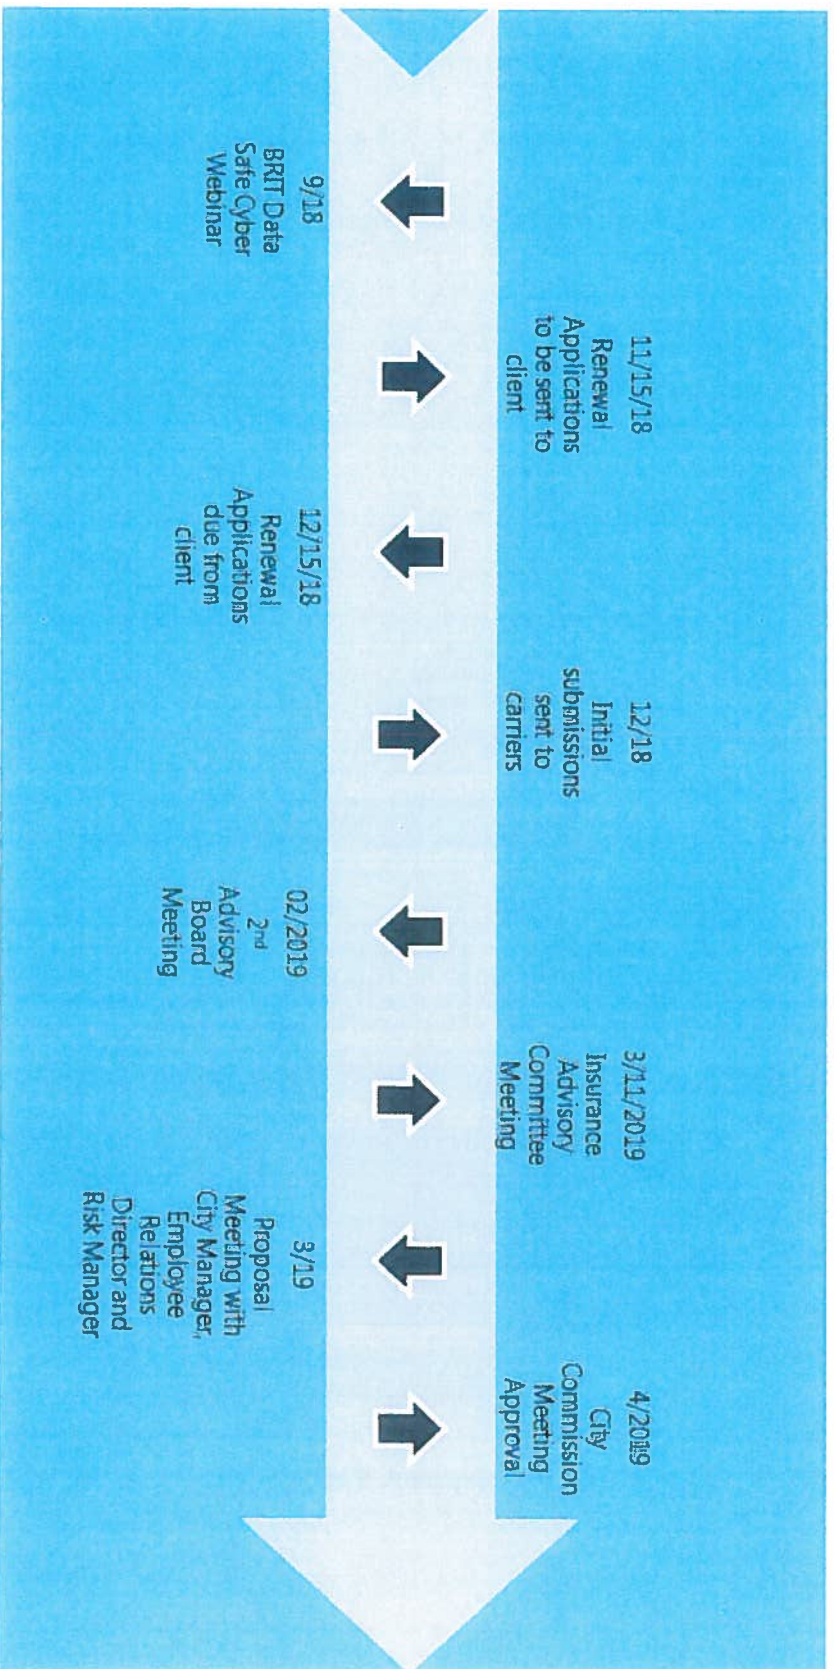 11/15/18
Renewal
Applications
to be sent to
client
12/18
Initial
submissions
sent to
carriers
3/11/2019
Insurance
Advisory
Committee
Meeting
4/2019
City
Commission
Meeting
Approval
9/18
BRIT Data
Safe Cyber
Webinar
12/15/18
Renewal
Applications
due from
client
02/2019
2nd
Advisory
Board
Meeting
3/19
Proposal
Meeting with
City Manager,
Employee
Relations
Director and
Risk Manager